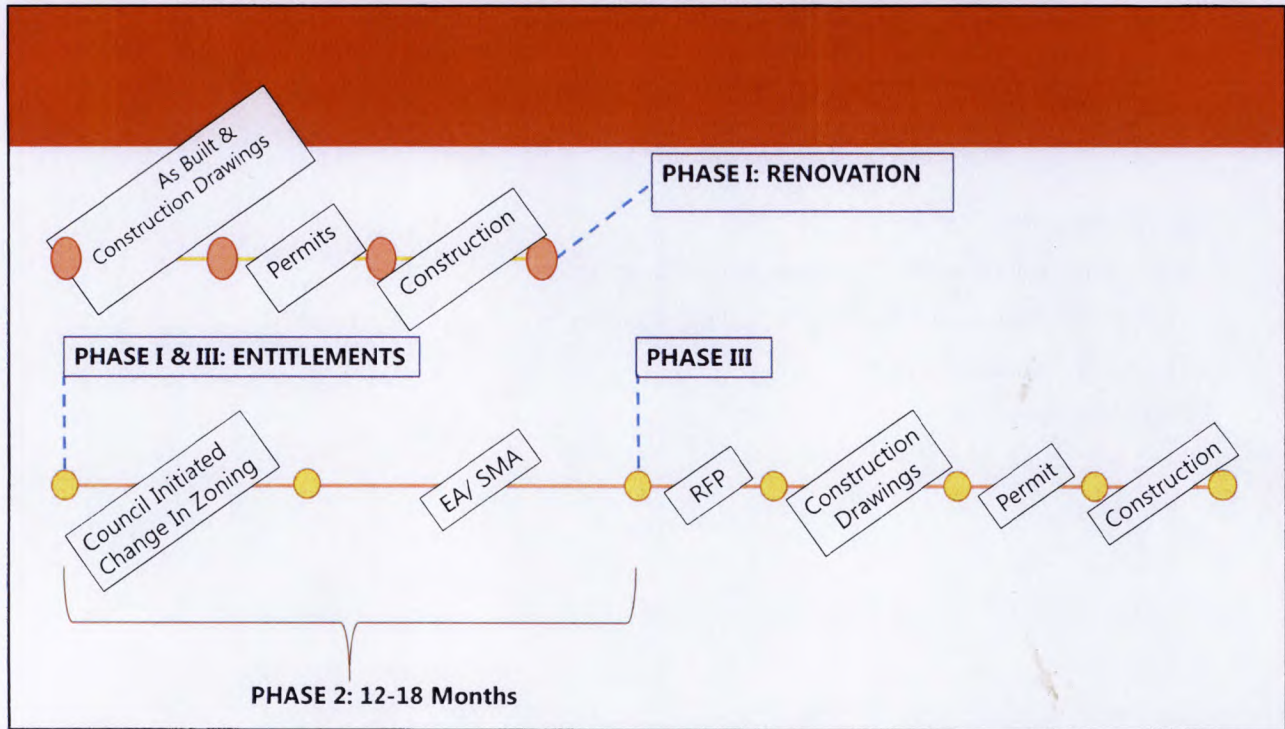 As Built &
Construction Drawings
Permits
Construction
PHASE I: RENOVATION
PHASE I & III: ENTITLEMENTS
PHASE III
Council Initiated
Change In Zoning
EA/ SMA
RFP
Construction
Drawings
Permit
Construction
PHASE 2: 12-18 Months